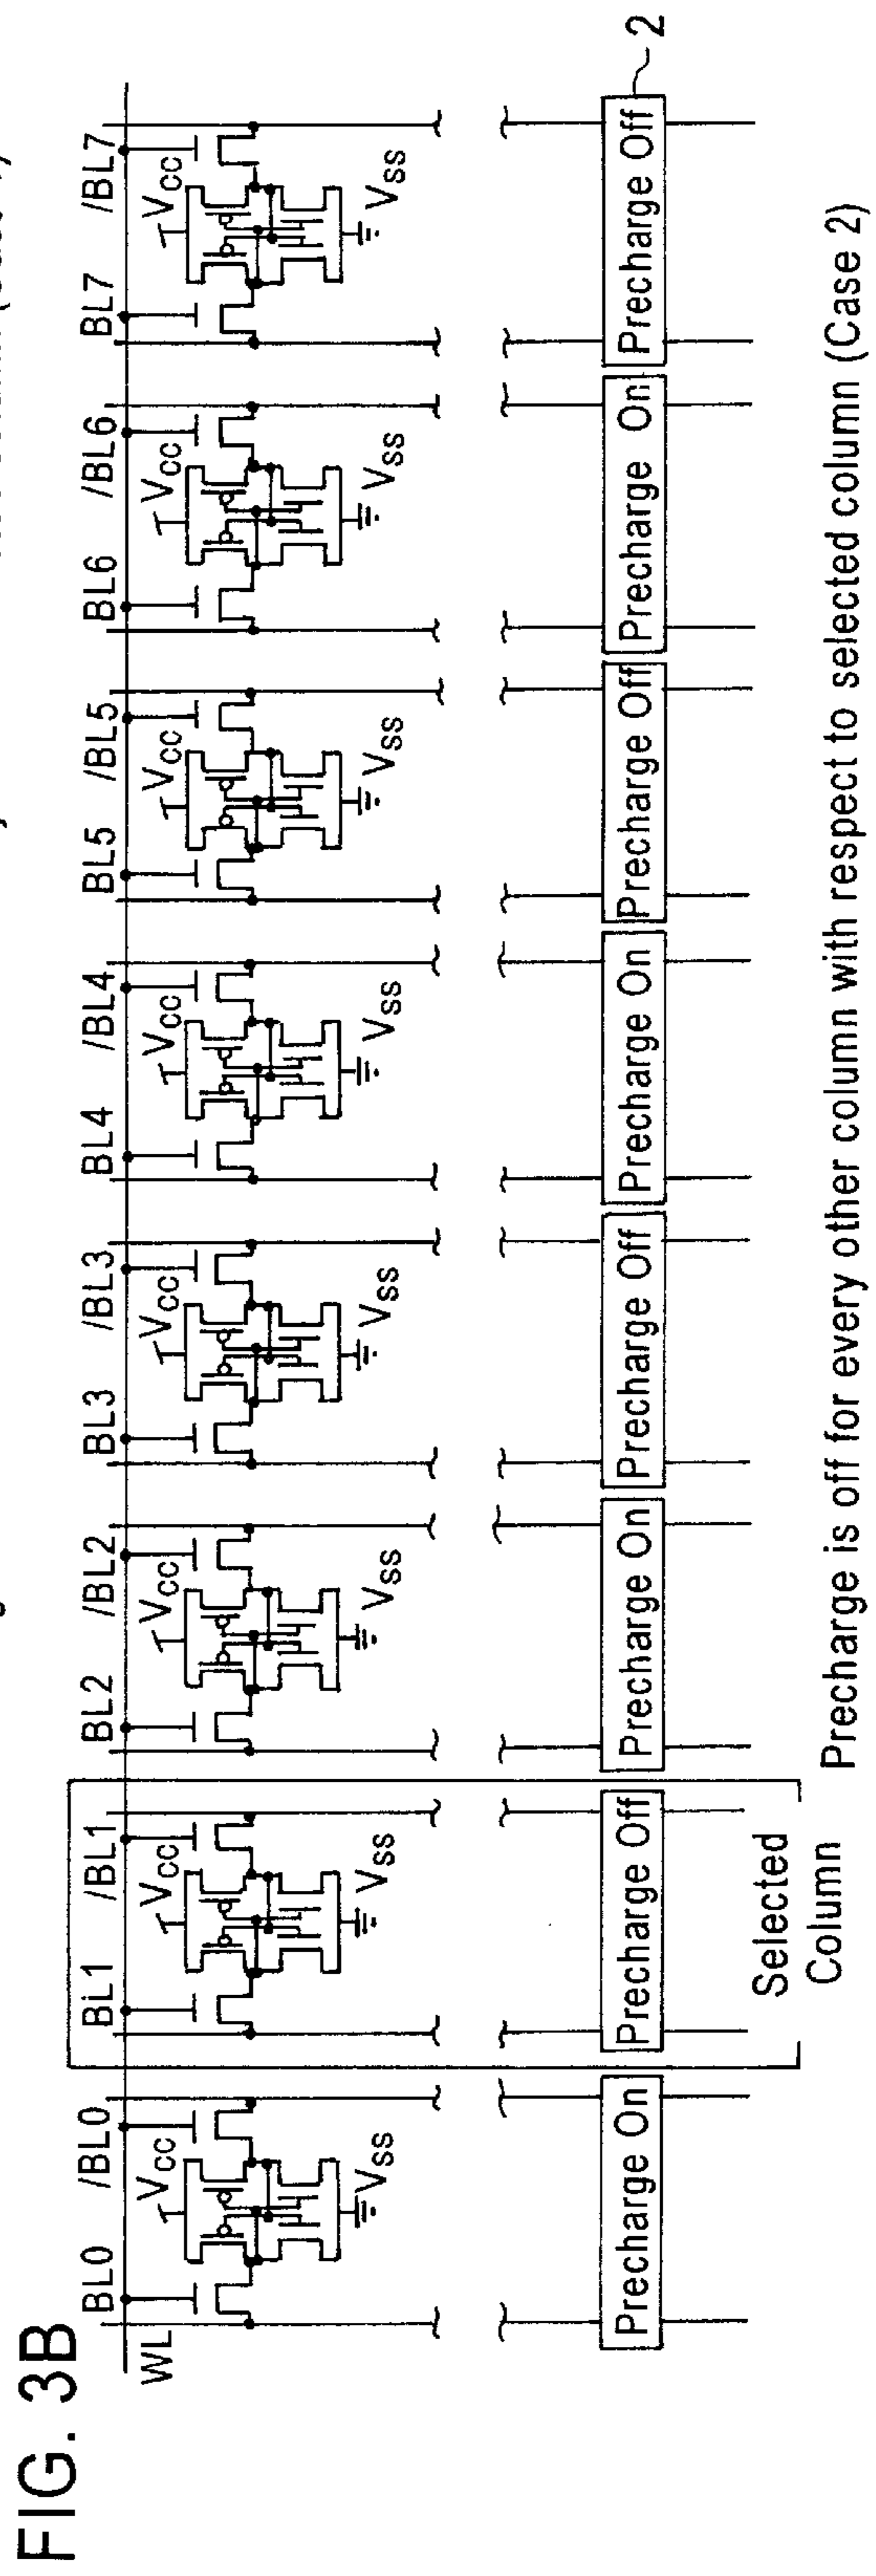 FIG. 3B
BL0 /BL0 BL1 /BL1 BL2 /BL2 BL3 /BL3 BL4 /BL4 BL5 /BL5 BL6 /BL6 BL7 /BL7
WL
VCC VCC VCC VCC VCC VCC VCC VCC
VSS VSS VSS VSS VSS VSS VSS VSS
Precharge On Precharge Off Precharge On Precharge Off Precharge On Precharge Off Precharge On Precharge Off 2
Selected
Column
Precharge is off for every other column with respect to selected column (Case 2)